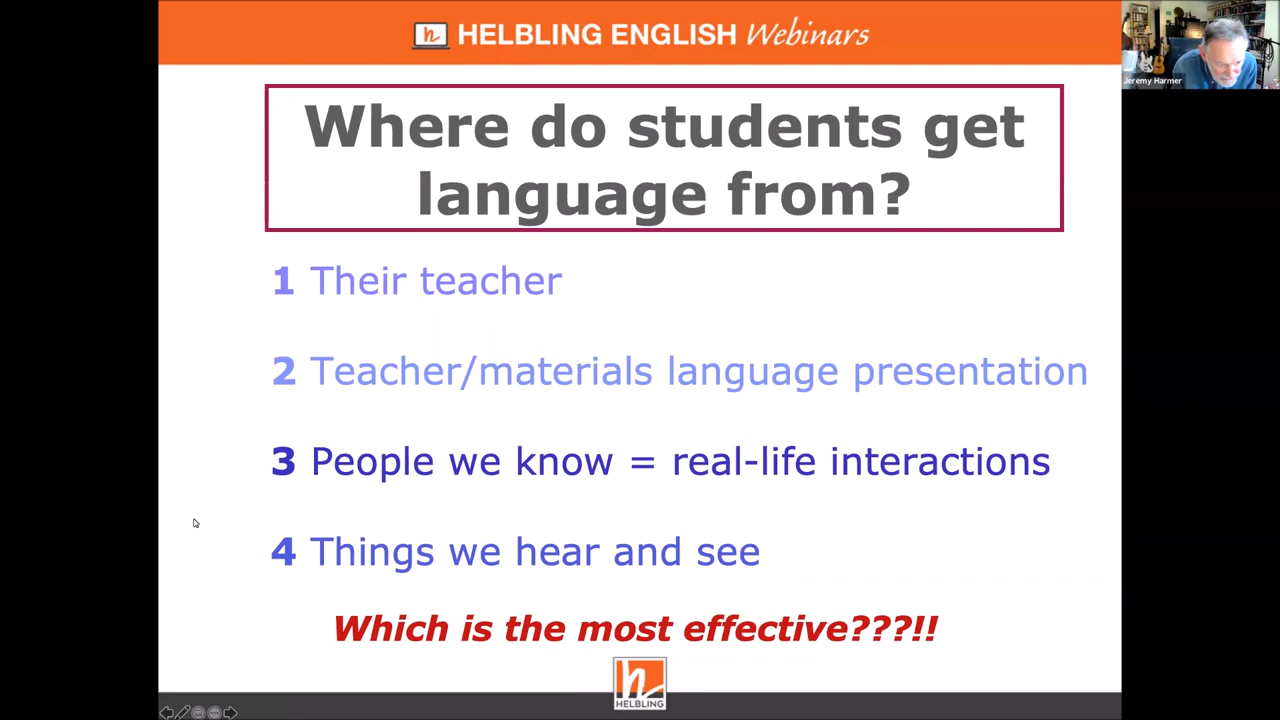 HELBLING ENGLISH Webinars
Jeremy Harmer
Where do students get
language from?
1 Their teacher
2 Teacher/materials language presentation
3 People we know = real-life interactions
4 Things we hear and see
Which is the most effective???!!
HELBLING